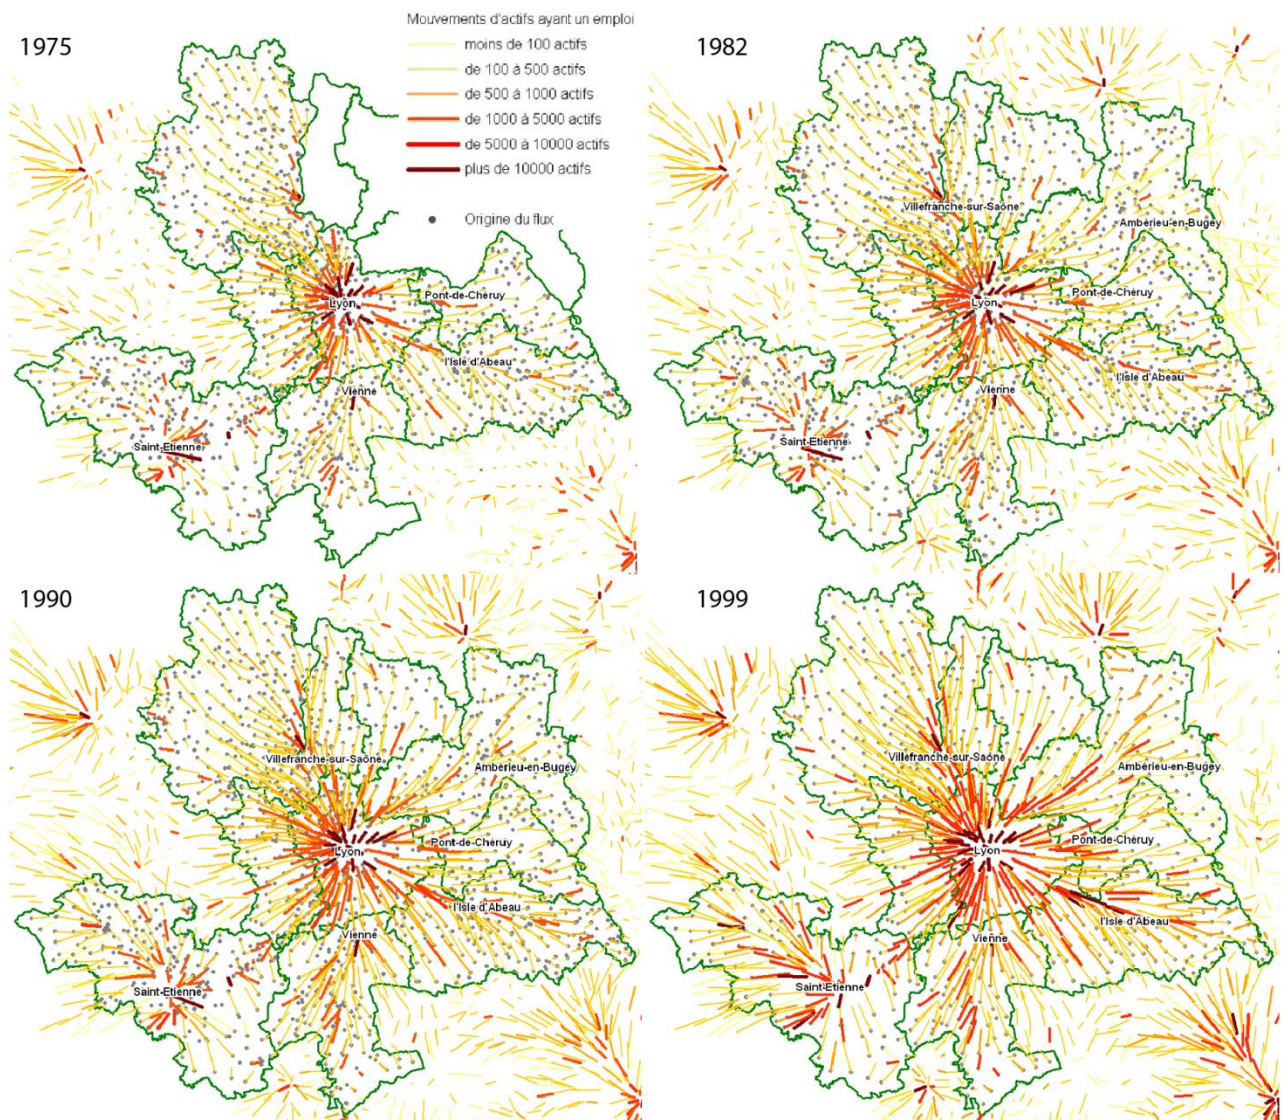 1975
Mouvements d'actifs ayant un emploi
moins de 100 actifs
de 100 à 500 actifs
de 500 à 1000 actifs
de 1000 à 5000 actifs
de 5000 à 10000 actifs
plus de 10000 actifs
Origine du flux
Lyon
Pont-de-Chéruy
l'Isle d'Abeau
Vienne
Saint-Etienne
1982
Villefranche-sur-Saône
Ambérieu-en-Bugey
Lyon
Pont-de-Chéruy
l'Isle d'Abeau
Vienne
Saint-Etienne
1990
Villefranche-sur-Saône
Ambérieu-en-Bugey
Pont-de-Chéruy
Lyon
l'Isle d'Abeau
Vienne
Saint-Etienne
1999
Villefranche-sur-Saône
Ambérieu-en-Bugey
Pont-de-Chéruy
Lyon
l'Isle d'Abeau
Vienne
Saint-Etienne